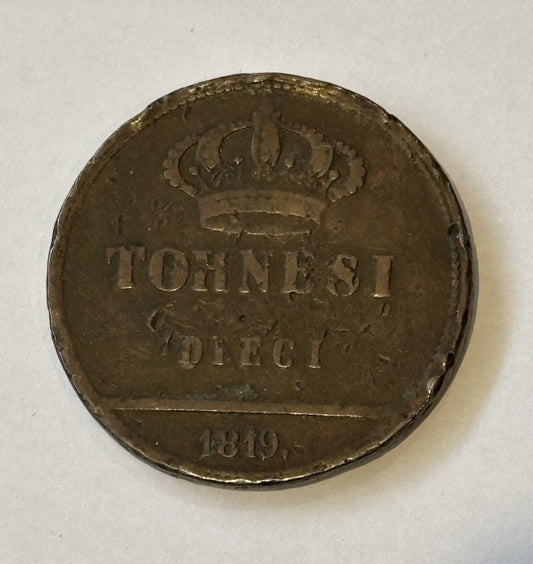 TORNESI
DIECI
1819.